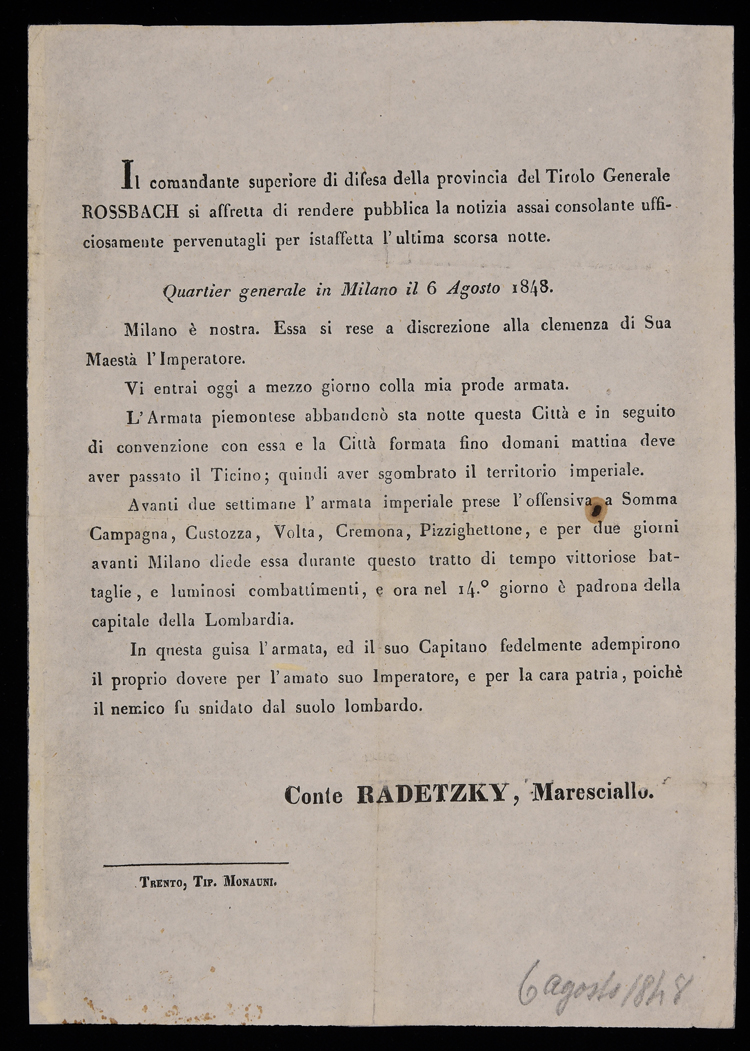 Il comandante superiore di difesa della provincia del Tirolo Generale
ROSSBACH si affretta di rendere pubblica la notizia assai consolante uffi-
ciosamente pervenutagli per istaffetta l'ultima scorsa notte.
Quartier generale in Milano il 6 Agosto 1848.
Milano è nostra. Essa si rese a discrezione alla clemenza di Sua
Maestà l'Imperatore.
Vi entrai oggi a mezzo giorno colla mia prode armata.
L'Armata piemontese abbandonò sta notte questa Città e in seguito
di convenzione con essa e la Città formata fino domani mattina deve
aver passato il Ticino; quindi aver sgombrato il territorio imperiale.
Avanti due settimane l'armata imperiale prese l'offensiva a Somma
Campagna, Custozza, Volta, Cremona, Pizzighettone, e per due giorni
avanti Milano diede essa durante questo tratto di tempo vittoriose bat-
taglie, e luminosi combattimenti, e ora nel 14.° giorno è padrona della
capitale della Lombardia.
In questa guisa l'armata, ed il suo Capitano fedelmente adempirono
il proprio dovere per l'amato suo Imperatore, e per la cara patria, poichè
il nemico fu snidato dal suolo lombardo.
Conte RADETZKY, Maresciallo.
Trento, Tip. Monauni.
6 agosto 1848